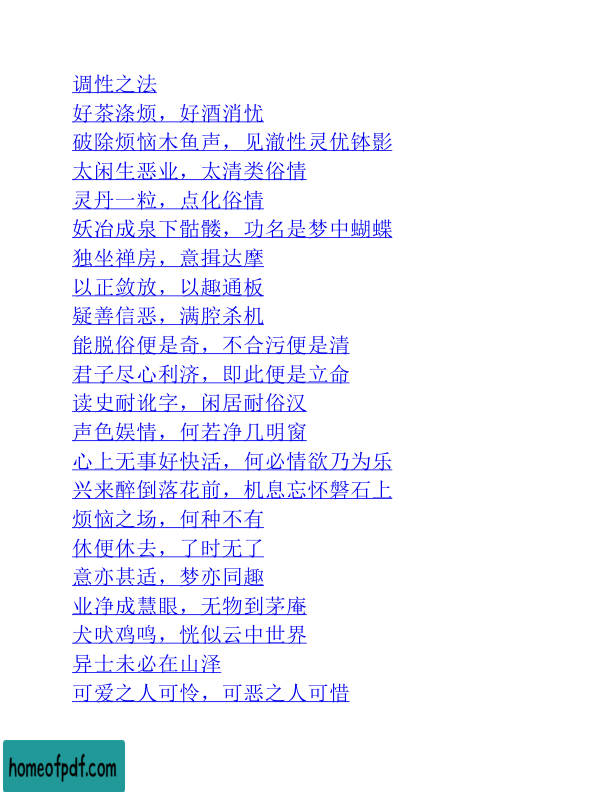 调性之法
好茶涤烦，好酒消忧
破除烦恼木鱼声，见澈性灵优钵影
太闲生恶业，太清类俗情
灵丹一粒，点化俗情
妖冶成泉下骷髅，功名是梦中蝴蝶
独坐禅房，意揖达摩
以正敛放，以趣通板
疑善信恶，满腔杀机
能脱俗便是奇，不合污便是清
君子尽心利济，即此便是立命
读史耐讹字，闲居耐俗汉
声色娱情，何若净几明窗
心上无事好快活，何必情欲乃为乐
兴来醉倒落花前，机息忘怀磐石上
烦恼之场，何种不有
休便休去，了时无了
意亦甚适，梦亦同趣
业净成慧眼，无物到茅庵
犬吠鸡鸣，恍似云中世界
异士未必在山泽
可爱之人可怜，可恶之人可惜
homeofpdf.com